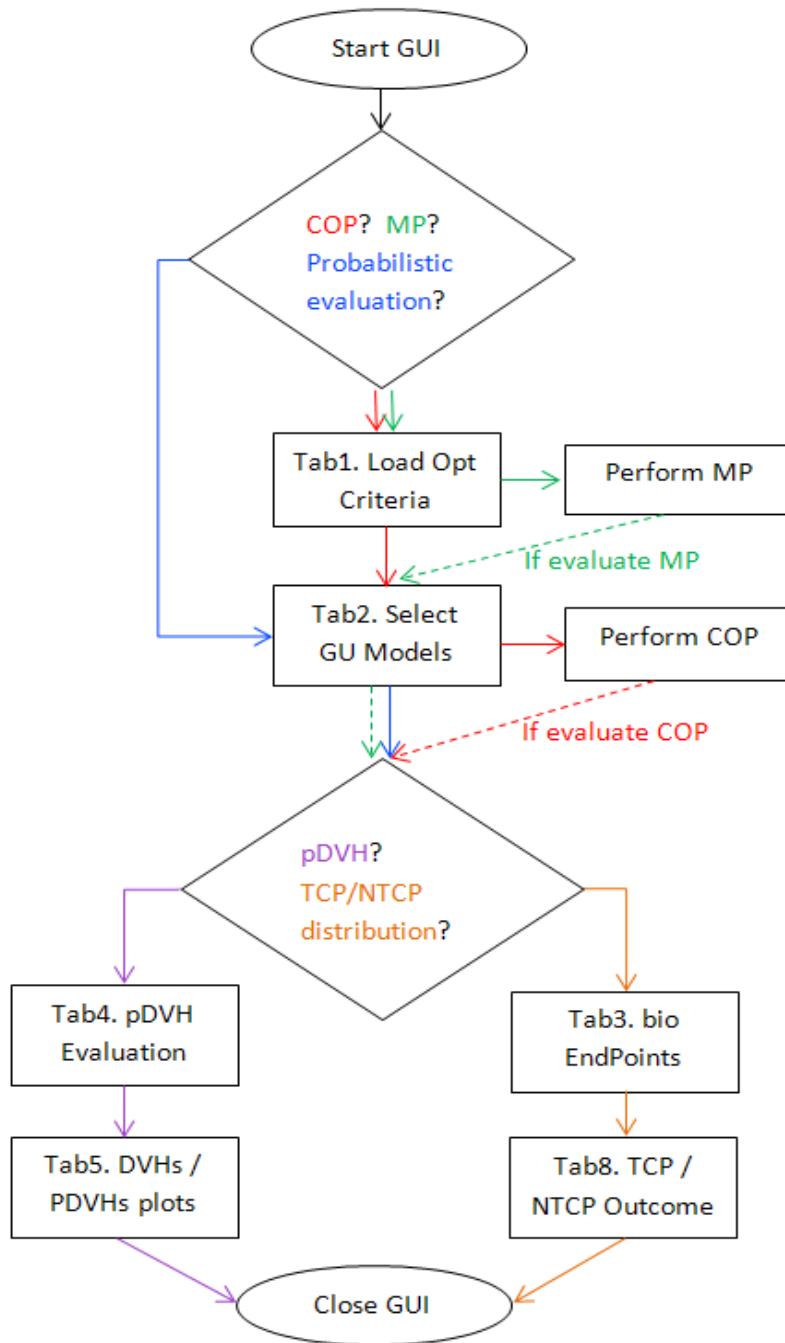 Start GUI
COP? MP?
Probabilistic
evaluation?
Tab1. Load Opt
Criteria
Perform MP
If evaluate MP
Tab2. Select
GU Models
Perform COP
If evaluate COP
pDVH?
TCP/NTCP
distribution?
Tab4. pDVH
Evaluation
Tab3. bio
EndPoints
Tab5. DVHs /
PDVHs plots
Tab8. TCP /
NTCP Outcome
Close GUI